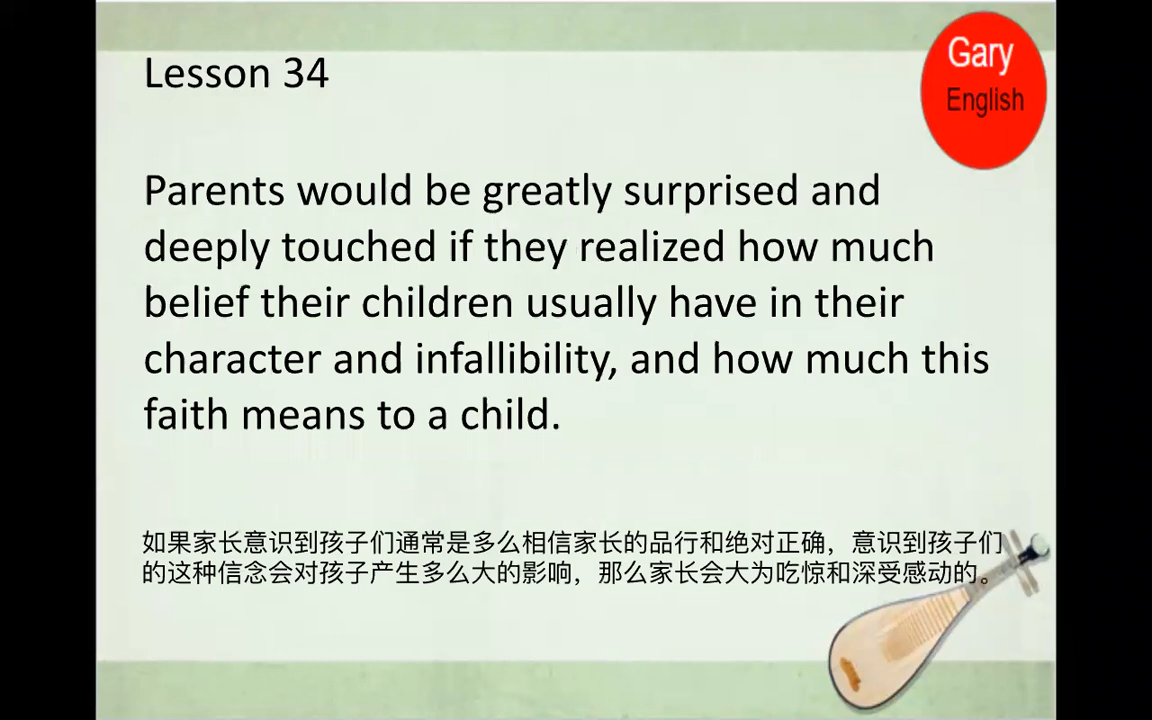 Gary
English
Lesson 34
Parents would be greatly surprised and
deeply touched if they realized how much
belief their children usually have in their
character and infallibility, and how much this
faith means to a child.
如果家长意识到孩子们通常是多么相信家长的品行和绝对正确，意识到孩子们
的这种信念会对孩子产生多么大的影响，那么家长会大为吃惊和深受感动的。